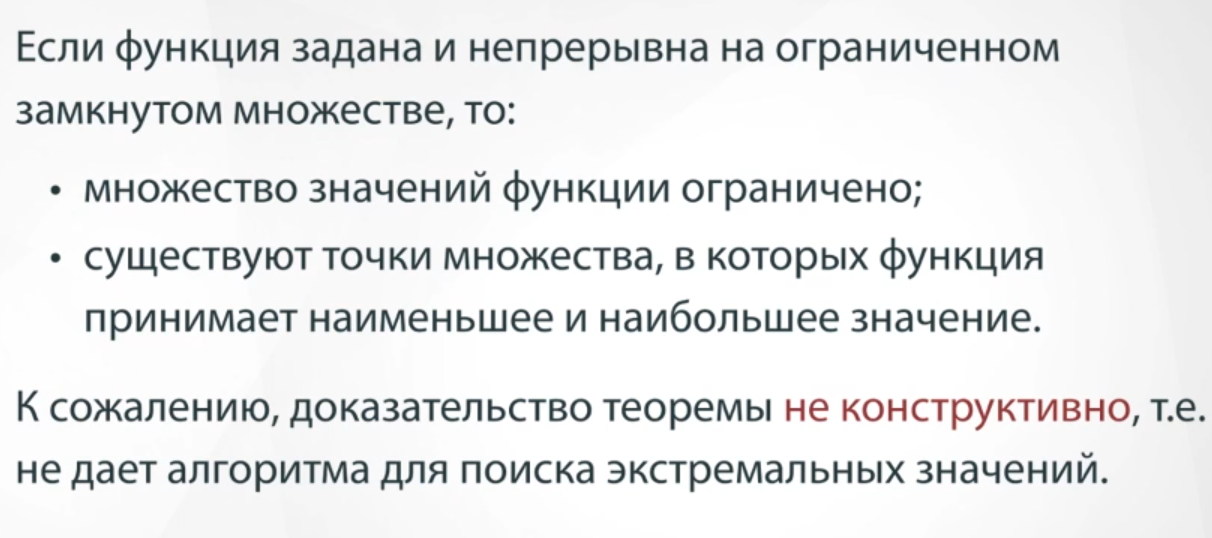 Если функция задана и непрерывна на ограниченном
замкнутом множестве, то:
• множество значений функции ограничено;
• существуют точки множества, в которых функция
принимает наименьшее и наибольшее значение.
К сожалению, доказательство теоремы не конструктивно, т.е.
не дает алгоритма для поиска экстремальных значений.